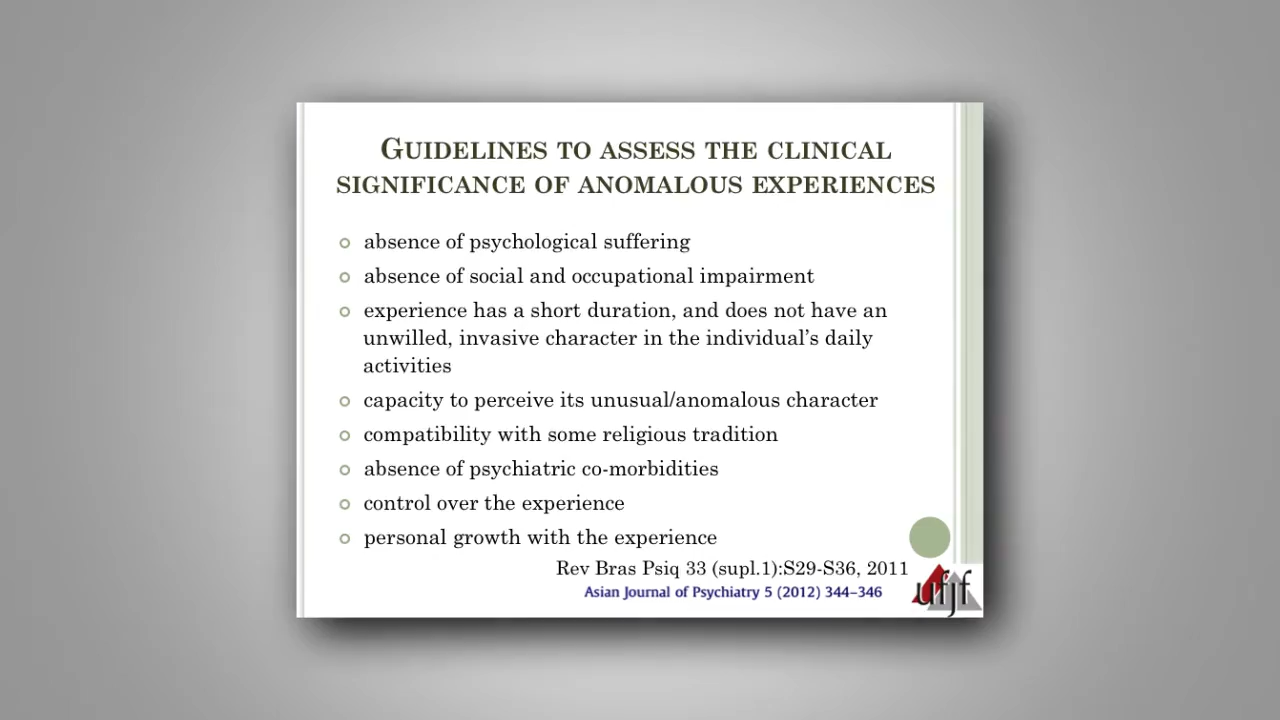 GUIDELINES TO ASSESS THE CLINICAL
SIGNIFICANCE OF ANOMALOUS EXPERIENCES
absence of psychological suffering
absence of social and occupational impairment
experience has a short duration, and does not have an
unwilled, invasive character in the individual's daily
activities
capacity to perceive its unusual/anomalous character
compatibility with some religious tradition
absence of psychiatric co-morbidities
control over the experience
personal growth with the experience
Rev Bras Psiq 33 (supl.1):S29-S36, 2011
Asian Journal of Psychiatry 5 (2012) 344–346
ufjf